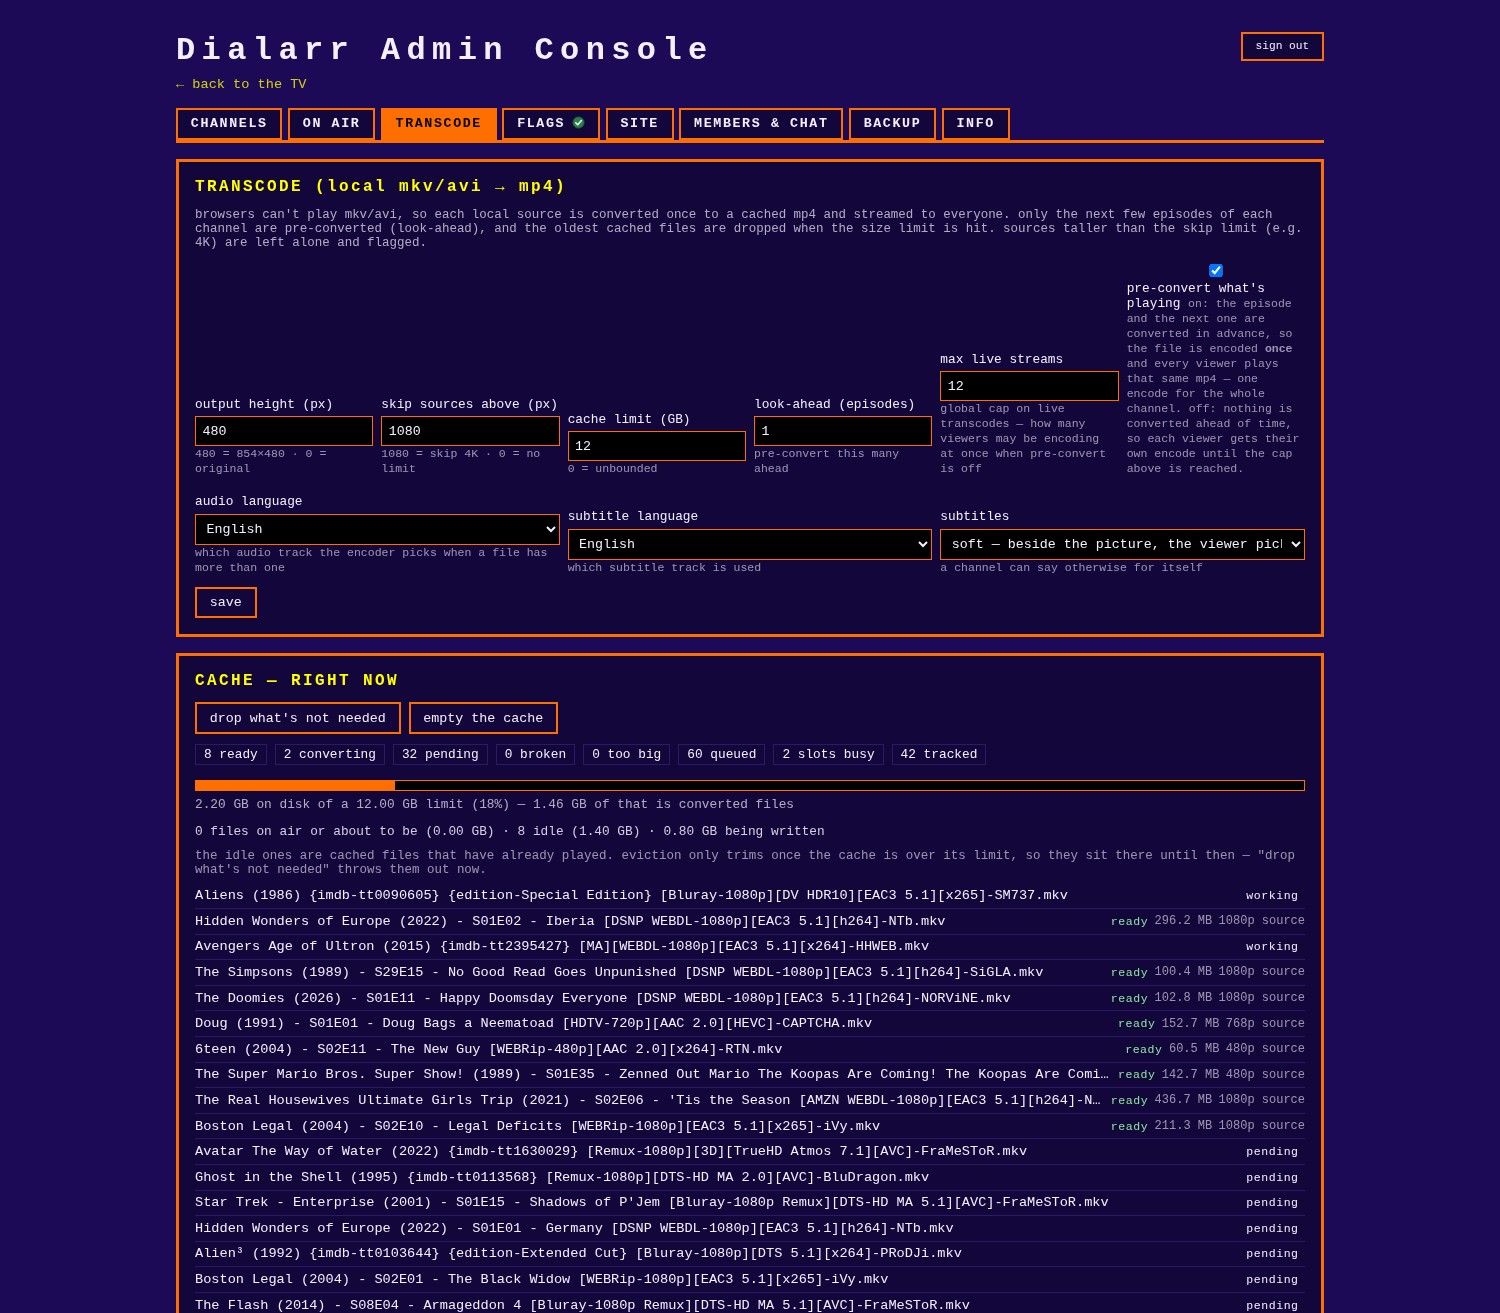 Dialarr Admin Console
sign out
← back to the TV
CHANNELS
ON AIR
TRANSCODE
FLAGS
SITE
MEMBERS & CHAT
BACKUP
INFO
TRANSCODE (local mkv/avi → mp4)
browsers can't play mkv/avi, so each local source is converted once to a cached mp4 and streamed to everyone. only the next few episodes of each
channel are pre-converted (look-ahead), and the oldest cached files are dropped when the size limit is hit. sources taller than the skip limit (e.g.
4K) are left alone and flagged.
output height (px)
480
480 = 854×480 · 0 =
original
skip sources above (px)
1080
1080 = skip 4K · 0 = no
limit
cache limit (GB)
12
0 = unbounded
look-ahead (episodes)
1
pre-convert this many
ahead
max live streams
12
global cap on live
transcodes — how many
viewers may be encoding
at once when pre-convert
is off
pre-convert what's
playing on: the episode
and the next one are
converted in advance, so
the file is encoded once
and every viewer plays
that same mp4 — one
encode for the whole
channel. off: nothing is
converted ahead of time,
so each viewer gets their
own encode until the cap
above is reached.
audio language
English
which audio track the encoder picks when a file has
more than one
subtitle language
English
which subtitle track is used
subtitles
soft — beside the picture, the viewer picl
a channel can say otherwise for itself
save
CACHE — RIGHT NOW
drop what's not needed
empty the cache
8 ready
2 converting
32 pending
0 broken
0 too big
60 queued
2 slots busy
42 tracked
2.20 GB on disk of a 12.00 GB limit (18%) — 1.46 GB of that is converted files
0 files on air or about to be (0.00 GB) · 8 idle (1.40 GB) · 0.80 GB being written
the idle ones are cached files that have already played. eviction only trims once the cache is over its limit, so they sit there until then — "drop
what's not needed" throws them out now.
Aliens (1986) {imdb-tt0090605} {edition-Special Edition} [Bluray-1080p][DV HDR10][EAC3 5.1][x265]-SM737.mkv working
Hidden Wonders of Europe (2022) - S01E02 - Iberia [DSNP WEBDL-1080p][EAC3 5.1][h264]-NTb.mkv ready 296.2 MB 1080p source
Avengers Age of Ultron (2015) {imdb-tt2395427} [MA][WEBDL-1080p][EAC3 5.1][x264]-HHWEB.mkv working
The Simpsons (1989) - S29E15 - No Good Read Goes Unpunished [DSNP WEBDL-1080p][EAC3 5.1][h264]-SiGLA.mkv ready 100.4 MB 1080p source
The Doomies (2026) - S01E11 - Happy Doomsday Everyone [DSNP WEBDL-1080p][EAC3 5.1][h264]-NORViNE.mkv ready 102.8 MB 1080p source
Doug (1991) - S01E01 - Doug Bags a Neematoad [HDTV-720p][AAC 2.0][HEVC]-CAPTCHA.mkv ready 152.7 MB 768p source
6teen (2004) - S02E11 - The New Guy [WEBRip-480p][AAC 2.0][x264]-RTN.mkv ready 60.5 MB 480p source
The Super Mario Bros. Super Show! (1989) - S01E35 - Zenned Out Mario The Koopas Are Coming! The Koopas Are Comi… ready 142.7 MB 480p source
The Real Housewives Ultimate Girls Trip (2021) - S02E06 - 'Tis the Season [AMZN WEBDL-1080p][EAC3 5.1][h264]-N… ready 436.7 MB 1080p source
Boston Legal (2004) - S02E10 - Legal Deficits [WEBRip-1080p][EAC3 5.1][x265]-iVy.mkv ready 211.3 MB 1080p source
Avatar The Way of Water (2022) {imdb-tt1630029} [Remux-1080p][3D][TrueHD Atmos 7.1][AVC]-FraMeSToR.mkv pending
Ghost in the Shell (1995) {imdb-tt0113568} [Remux-1080p][DTS-HD MA 2.0][AVC]-BluDragon.mkv pending
Star Trek - Enterprise (2001) - S01E15 - Shadows of P'Jem [Bluray-1080p Remux][DTS-HD MA 5.1][AVC]-FraMeSToR.mkv pending
Hidden Wonders of Europe (2022) - S01E01 - Germany [DSNP WEBDL-1080p][EAC3 5.1][h264]-NTb.mkv pending
Alien³ (1992) {imdb-tt0103644} {edition-Extended Cut} [Bluray-1080p][DTS 5.1][x264]-PRoDJi.mkv pending
Boston Legal (2004) - S02E01 - The Black Widow [WEBRip-1080p][EAC3 5.1][x265]-iVy.mkv pending
The Flash (2014) - S08E04 - Armageddon 4 [Bluray-1080p Remux][DTS-HD MA 5.1][AVC]-FraMeSToR.mkv pending